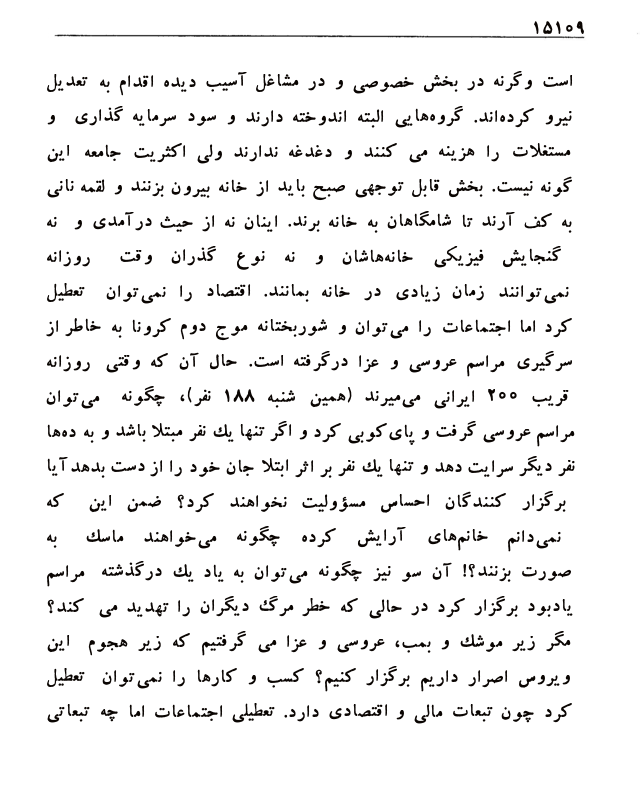 ۱۵۱۰۹
است وگرنه در بخش خصوصی و در مشاغل آسیب دیده اقدام به تعدیل
نیرو کرده‌اند. گروه‌هایی البته اندوخته دارند و سود سرمایه گذاری و
مستغلات را هزینه می کنند و دغدغه ندارند ولی اکثریت جامعه این
گونه نیست. بخش قابل توجهی صبح باید از خانه بیرون بزنند و لقمه نانی
به کف آرند تا شامگاهان به خانه برند. اینان نه از حیث درآمدی و نه
گنجایش فیزیکی خانه‌هاشان و نه نوع گذران وقت روزانه
نمی‌توانند زمان زیادی در خانه بمانند. اقتصاد را نمی‌توان تعطیل
کرد اما اجتماعات را می‌توان و شوربختانه موج دوم کرونا به خاطر از
سرگیری مراسم عروسی و عزا درگرفته است. حال آن که وقتی روزانه
قریب ۲۰۰ ایرانی می‌میرند (همین شنبه ۱۸۸ نفر)، چگونه می‌توان
مراسم عروسی گرفت و پای‌کوبی کرد و اگر تنها یك نفر مبتلا باشد و به ده‌ها
نفر دیگر سرایت دهد و تنها یك نفر بر اثر ابتلا جان خود را از دست بدهد آیا
برگزار کنندگان احساس مسؤولیت نخواهند کرد؟ ضمن این که
نمی‌دانم خانم‌های آرایش کرده چگونه می‌خواهند ماسك به
صورت بزنند؟! آن سو نیز چگونه می‌توان به یاد یك درگذشته مراسم
یادبود برگزار کرد در حالی که خطر مرگ دیگران را تهدید می کند؟
مگر زیر موشك و بمب، عروسی و عزا می گرفتیم که زیر هجوم این
ویروس اصرار داریم برگزار کنیم؟ کسب و کارها را نمی‌توان تعطیل
کرد چون تبعات مالی و اقتصادی دارد. تعطیلی اجتماعات اما چه تبعاتی